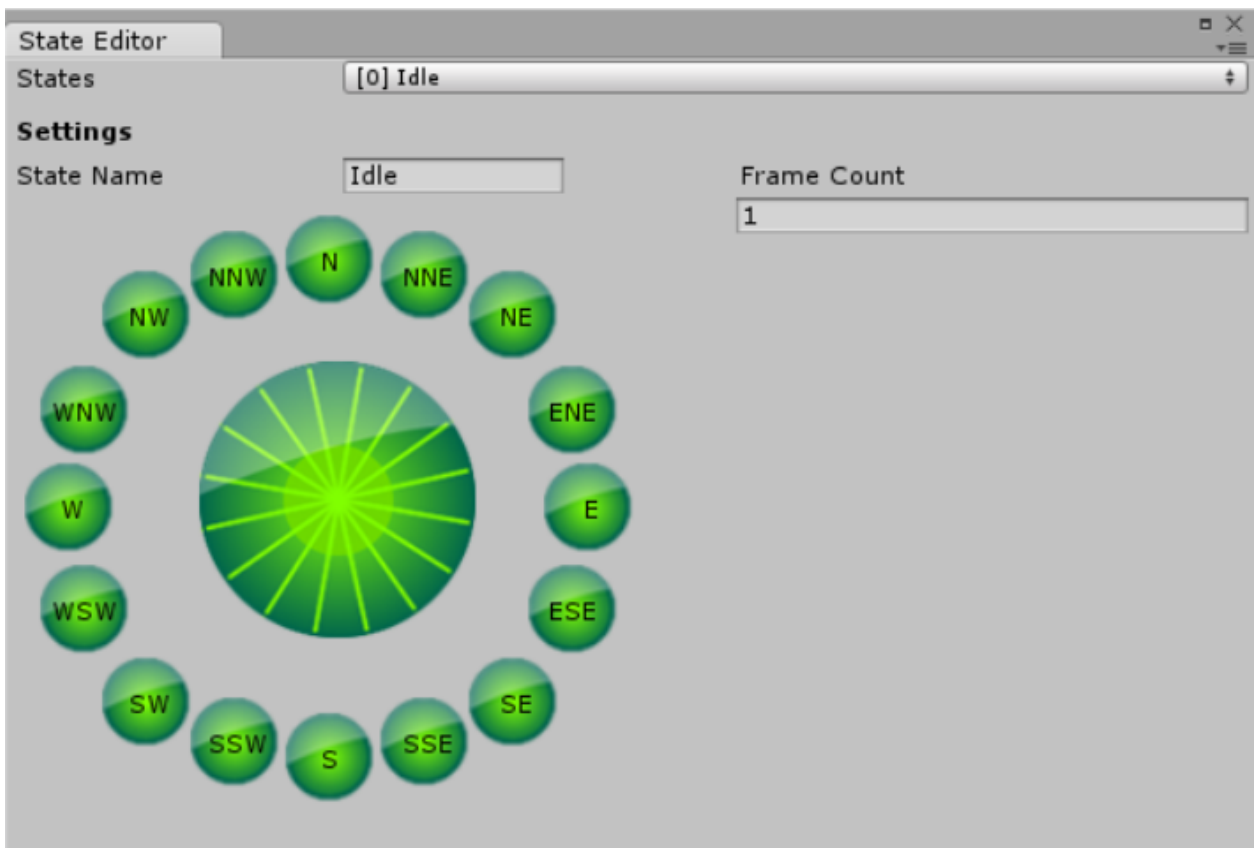 State Editor
States [0] Idle
Settings
State Name Idle Frame Count
1
N
NNW NNE
NW NE
WNW ENE
W E
WSW ESE
SW SE
SSW SSE
S